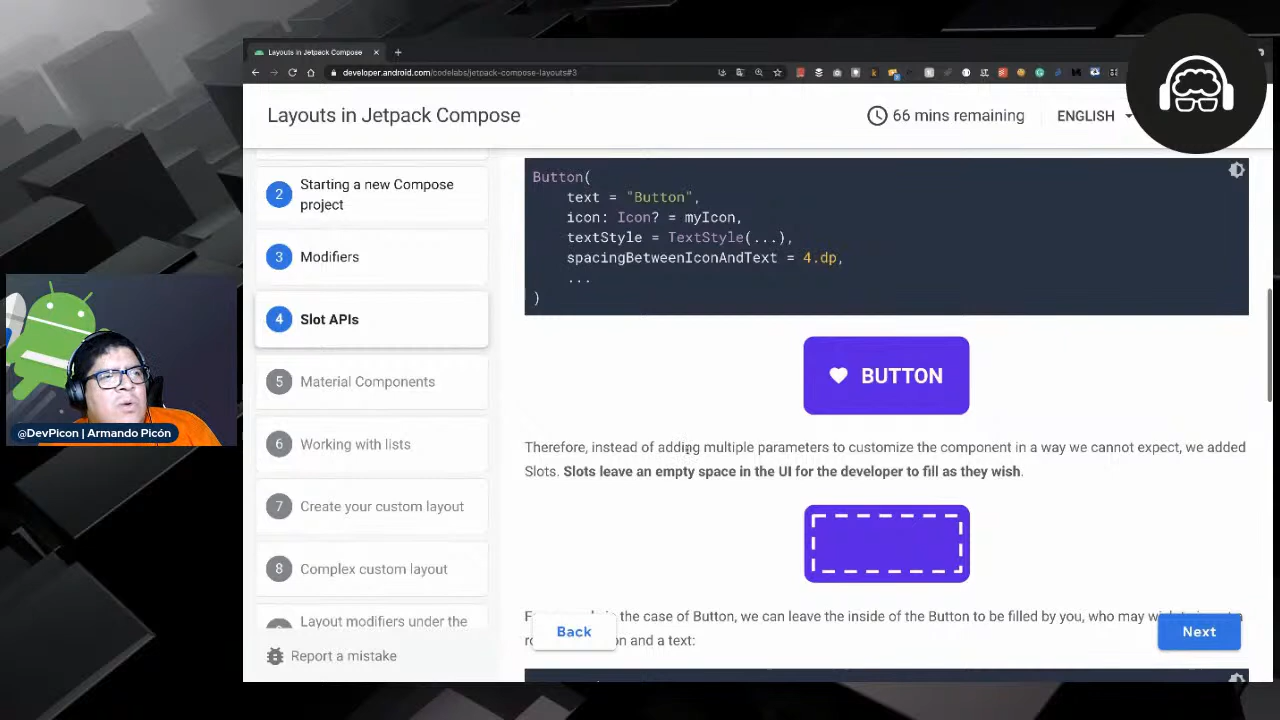 Layouts in Jetpack Compose
developer.android.com/codelabs/jetpack-compose-layouts#3
Layouts in Jetpack Compose
66 mins remaining
ENGLISH
2 Starting a new Compose
project
3 Modifiers
4 Slot APIs
5 Material Components
6 Working with lists
7 Create your custom layout
8 Complex custom layout
Layout modifiers under the
Report a mistake
Button(
text = "Button",
icon: Icon? = myIcon,
textStyle = TextStyle(...),
spacingBetweenIconAndText = 4.dp,
...
)
BUTTON
Therefore, instead of adding multiple parameters to customize the component in a way we cannot expect, we added
Slots. Slots leave an empty space in the UI for the developer to fill as they wish.
the case of Button, we can leave the inside of the Button to be filled by you, who may
and a text:
Back
Next
@DevPicon | Armando Picón